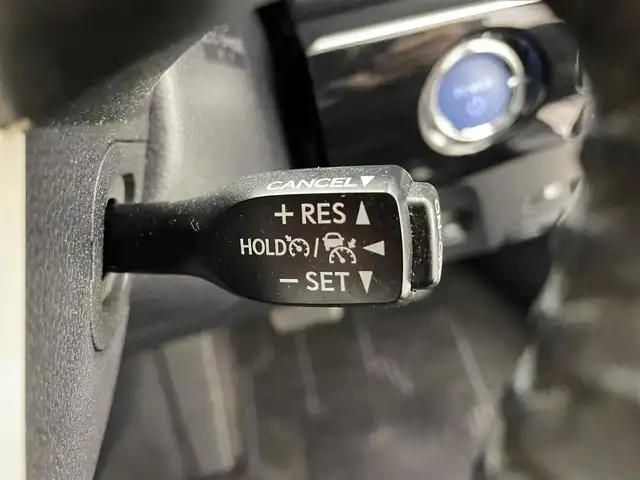 CANCEL▼
+ RES ▲
HOLD / ◀
− SET ▼